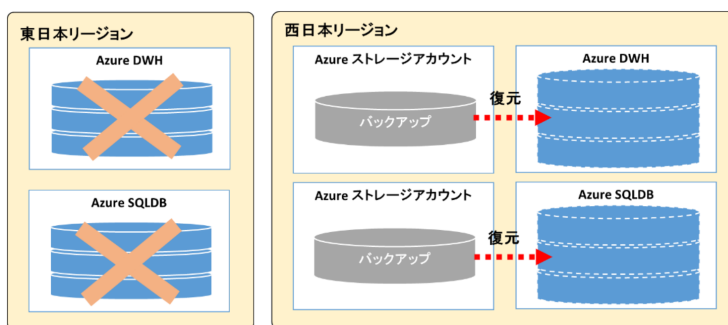 東日本リージョン
Azure DWH
Azure SQLDB
西日本リージョン
Azure ストレージアカウント
バックアップ
復元
Azure DWH
Azure ストレージアカウント
バックアップ
復元
Azure SQLDB